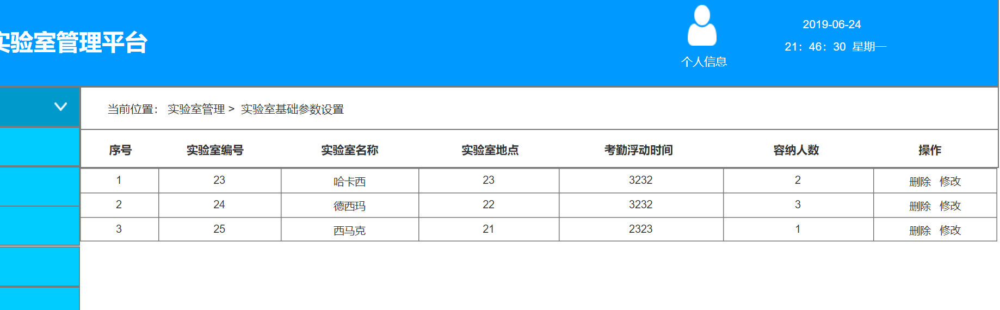 实验室管理平台
2019-06-24
21：46：30 星期一
个人信息
当前位置： 实验室管理 > 实验室基础参数设置
序号 实验室编号 实验室名称 实验室地点 考勤浮动时间 容纳人数 操作
1 23 哈卡西 23 3232 2 删除 修改
2 24 德西玛 22 3232 3 删除 修改
3 25 西马克 21 2323 1 删除 修改